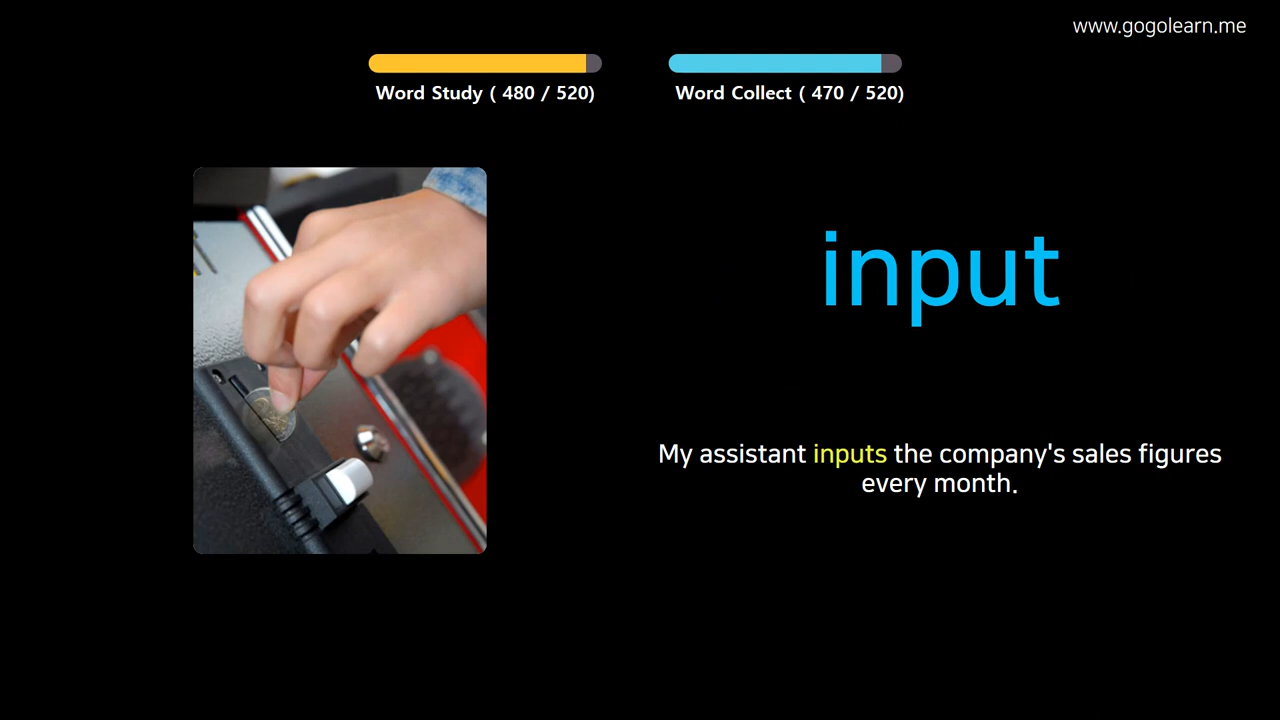 www.gogolearn.me
Word Study ( 480 / 520)
Word Collect ( 470 / 520)
input
My assistant inputs the company's sales figures
every month.